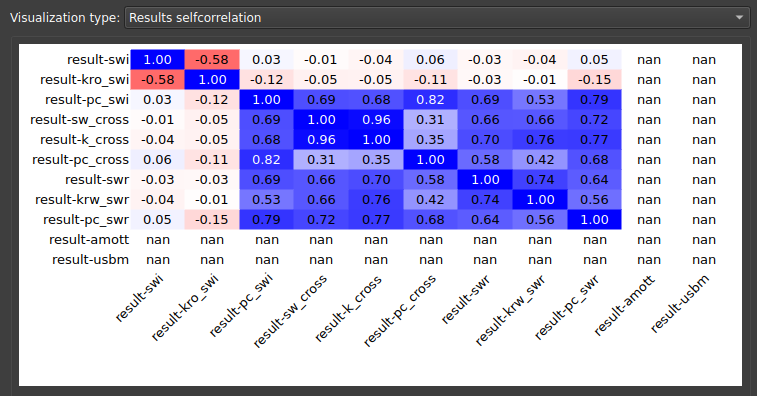 Visualization type: Results selfcorrelation
result-swi 1.00 -0.58 0.03 -0.01 -0.04 0.06 -0.03 -0.04 0.05 nan nan
result-kro_swi -0.58 1.00 -0.12 -0.05 -0.05 -0.11 -0.03 -0.01 -0.15 nan nan
result-pc_swi 0.03 -0.12 1.00 0.69 0.68 0.82 0.69 0.53 0.79 nan nan
result-sw_cross -0.01 -0.05 0.69 1.00 0.96 0.31 0.66 0.66 0.72 nan nan
result-k_cross -0.04 -0.05 0.68 0.96 1.00 0.35 0.70 0.76 0.77 nan nan
result-pc_cross 0.06 -0.11 0.82 0.31 0.35 1.00 0.58 0.42 0.68 nan nan
result-swr -0.03 -0.03 0.69 0.66 0.70 0.58 1.00 0.74 0.64 nan nan
result-krw_swr -0.04 -0.01 0.53 0.66 0.76 0.42 0.74 1.00 0.56 nan nan
result-pc_swr 0.05 -0.15 0.79 0.72 0.77 0.68 0.64 0.56 1.00 nan nan
result-amott nan nan nan nan nan nan nan nan nan nan nan
result-usbm nan nan nan nan nan nan nan nan nan nan nan
result-swi result-kro_swi result-pc_swi result-sw_cross result-k_cross result-pc_cross result-swr result-krw_swr result-pc_swr result-amott result-usbm